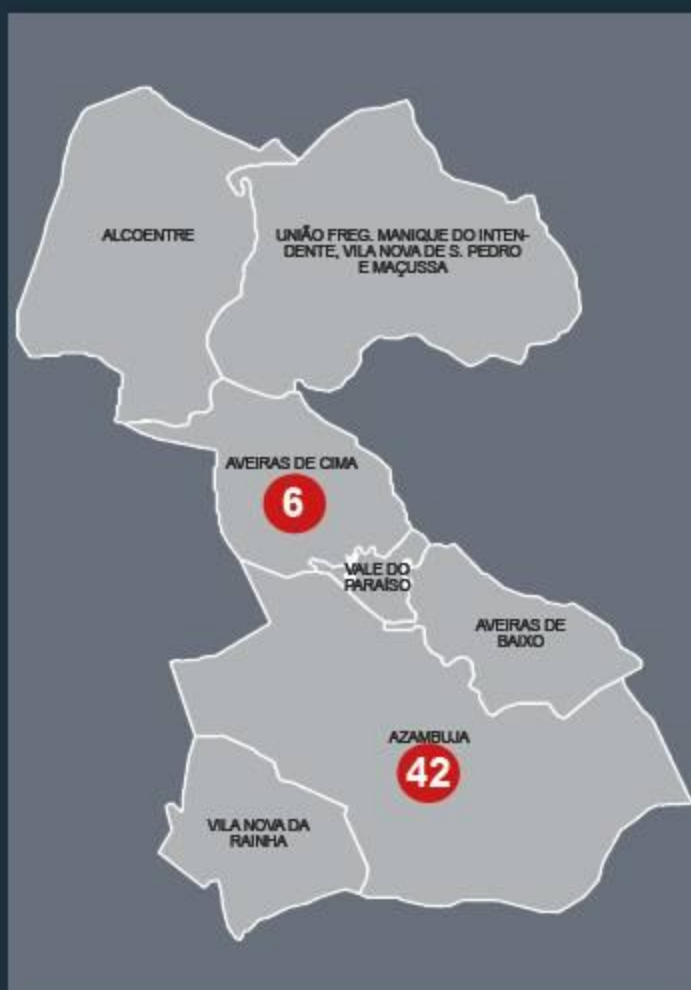 ALCOENTRE
UNIÃO FREG. MANIQUE DO INTEN-
DENTE, VILA NOVA DE S. PEDRO
E MAÇUSSA
AVEIRAS DE CIMA
6
VALE DO
PARAÍSO
AVEIRAS DE
BAIXO
AZAMBUJA
42
VILA NOVA DA
RAINHA